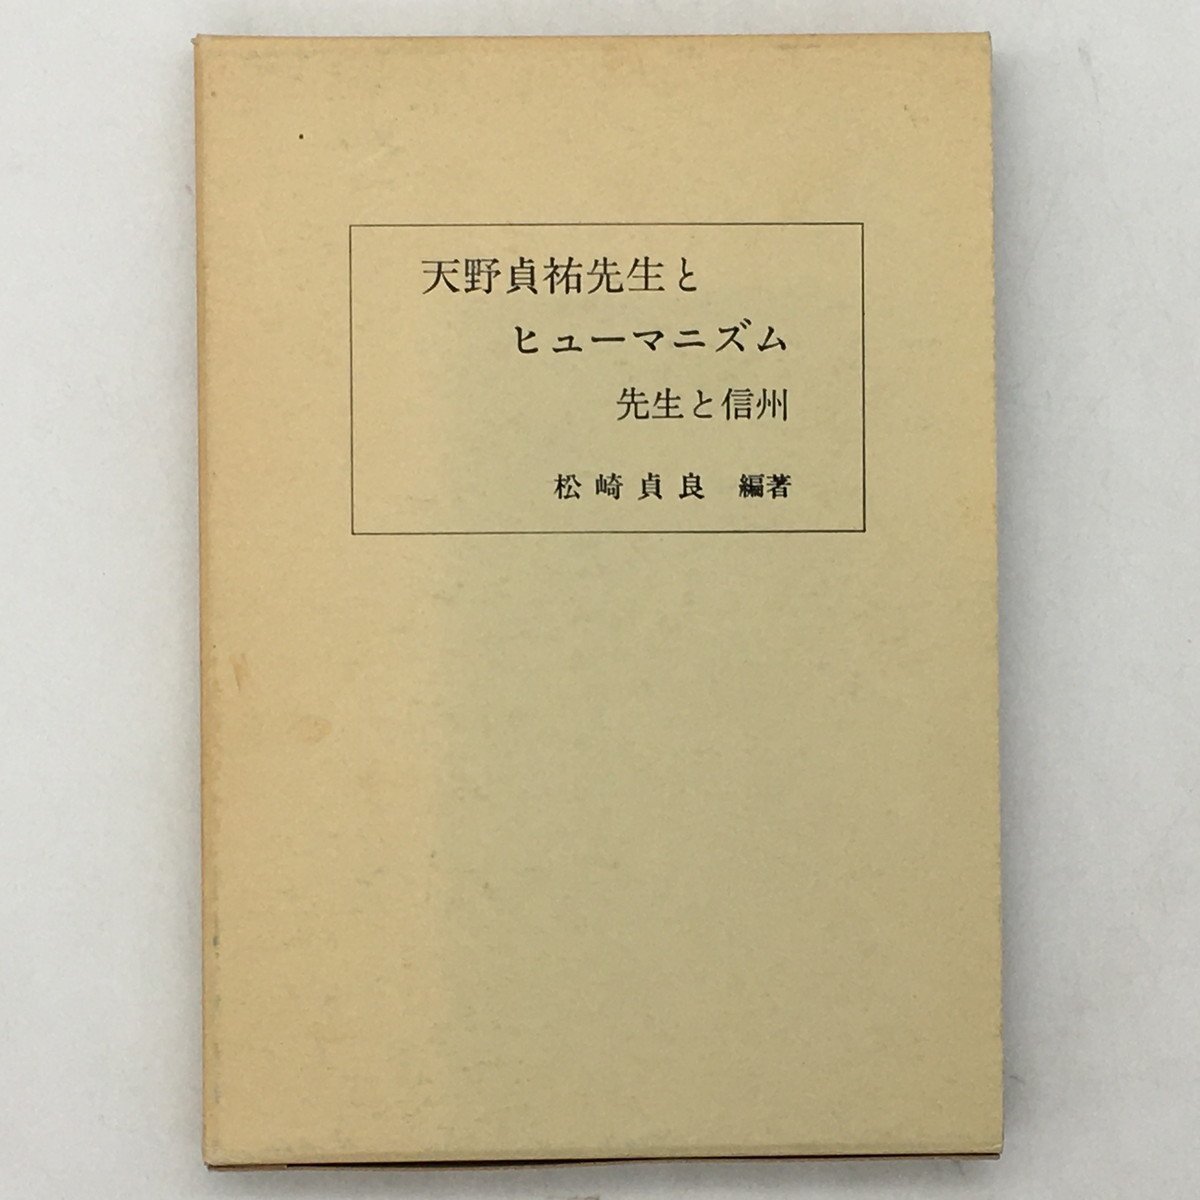 天野貞祐先生と
ヒューマニズム
先生と信州
松崎貞良 編著